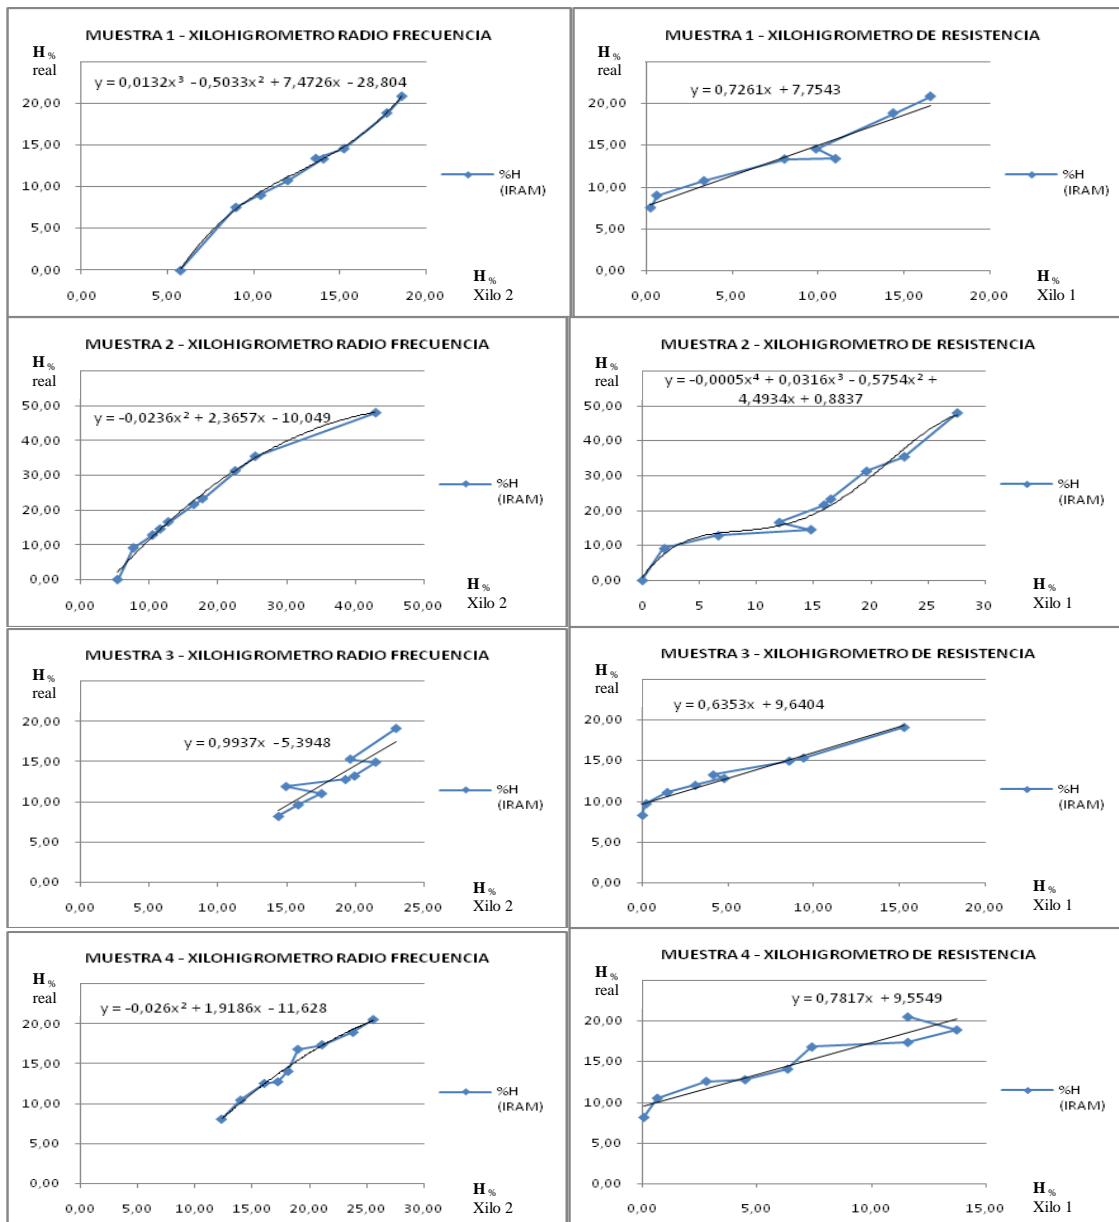 MUESTRA 1 - XILOHIGROMETRO RADIO FRECUENCIA
H %
real
y = 0,0132x³ - 0,5033x² + 7,4726x - 28,804
20,00
15,00
10,00
5,00
0,00
%H
(IRAM)
0,00 5,00 10,00 15,00 20,00
H %
Xilo 2
MUESTRA 1 - XILOHIGROMETRO DE RESISTENCIA
H %
real
y = 0,7261x + 7,7543
20,00
15,00
10,00
5,00
0,00
%H
(IRAM)
0,00 5,00 10,00 15,00 20,00
H %
Xilo 1
MUESTRA 2 - XILOHIGROMETRO RADIO FRECUENCIA
H %
real
y = -0,0236x² + 2,3657x - 10,049
50,00
40,00
30,00
20,00
10,00
0,00
%H
(IRAM)
0,00 10,00 20,00 30,00 40,00 50,00
H %
Xilo 2
MUESTRA 2 - XILOHIGROMETRO DE RESISTENCIA
H %
real
y = -0,0005x⁴ + 0,0316x³ - 0,5754x² +
4,4934x + 0,8837
50,00
40,00
30,00
20,00
10,00
0,00
%H
(IRAM)
0 5 10 15 20 25 30
H %
Xilo 1
MUESTRA 3 - XILOHIGROMETRO RADIO FRECUENCIA
H %
real
y = 0,9937x - 5,3948
20,00
15,00
10,00
5,00
0,00
%H
(IRAM)
0,00 5,00 10,00 15,00 20,00 25,00
H %
Xilo 2
MUESTRA 3 - XILOHIGROMETRO DE RESISTENCIA
H %
real
y = 0,6353x + 9,6404
20,00
15,00
10,00
5,00
0,00
%H
(IRAM)
0,00 5,00 10,00 15,00 20,00
H %
Xilo 1
MUESTRA 4 - XILOHIGROMETRO RADIO FRECUENCIA
H %
real
y = -0,026x² + 1,9186x - 11,628
20,00
15,00
10,00
5,00
0,00
%H
(IRAM)
0,00 5,00 10,00 15,00 20,00 25,00 30,00
H %
Xilo 2
MUESTRA 4 - XILOHIGROMETRO DE RESISTENCIA
H %
real
y = 0,7817x + 9,5549
20,00
15,00
10,00
5,00
0,00
%H
(IRAM)
0,00 5,00 10,00 15,00
H %
Xilo 1